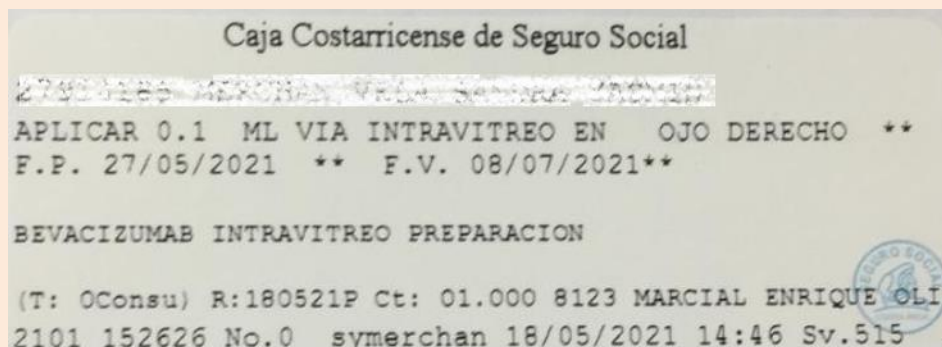 Caja Costarricense de Seguro Social
APLICAR 0.1 ML VIA INTRAVITREO EN OJO DERECHO **
F.P. 27/05/2021 ** F.V. 08/07/2021**
BEVACIZUMAB INTRAVITREO PREPARACION
(T: OConsu) R:180521P Ct: 01.000 8123 MARCIAL ENRIQUE OLI
2101 152626 No.0 symerchan 18/05/2021 14:46 Sv.515
SEGURO SOCIAL